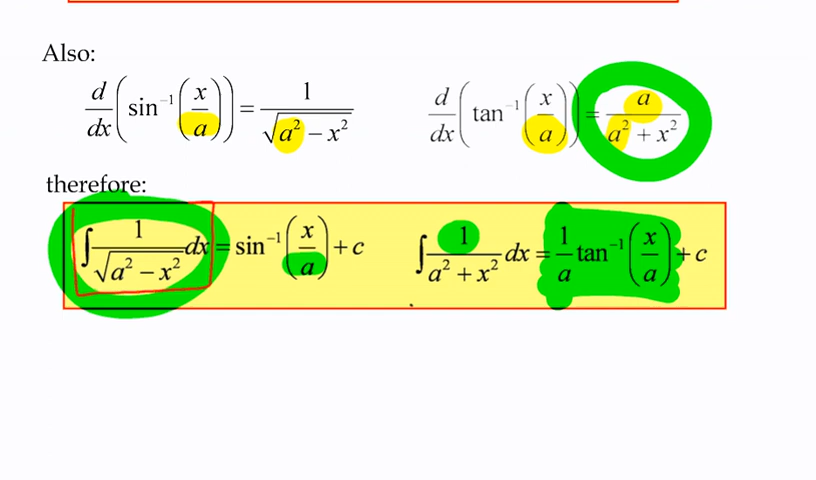 Also:
d/dx (sin⁻¹(x/a)) = 1/√(a² − x²)    d/dx (tan⁻¹(x/a)) = a/(a² + x²)
therefore:
∫ 1/√(a² − x²) dx = sin⁻¹(x/a) + c    ∫ 1/(a² + x²) dx = 1/a tan⁻¹(x/a) + c